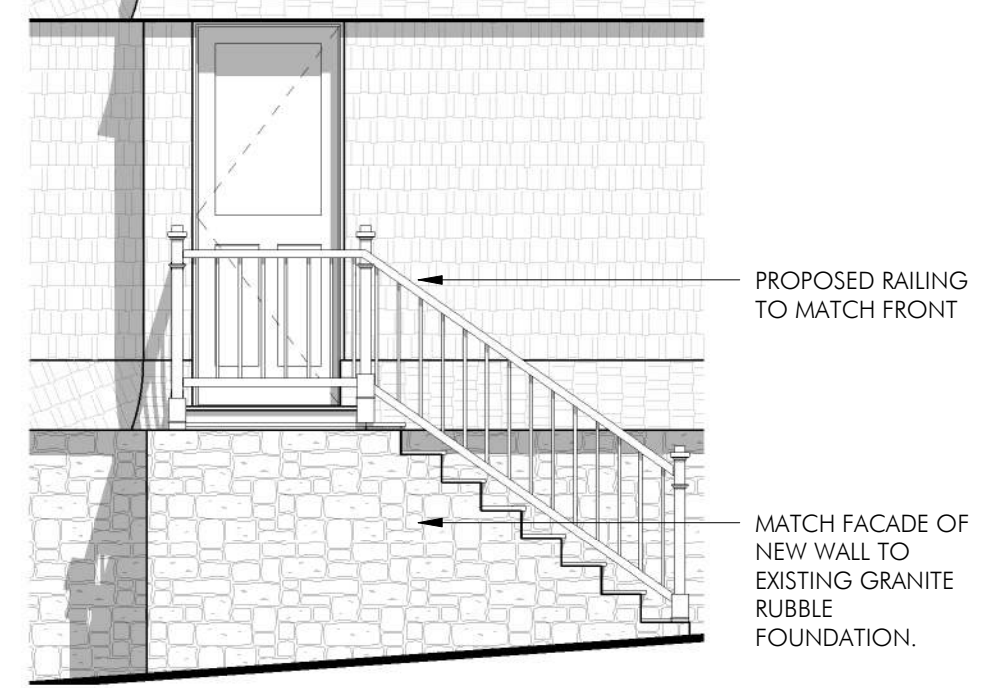 PROPOSED RAILING
TO MATCH FRONT
MATCH FACADE OF
NEW WALL TO
EXISTING GRANITE
RUBBLE
FOUNDATION.